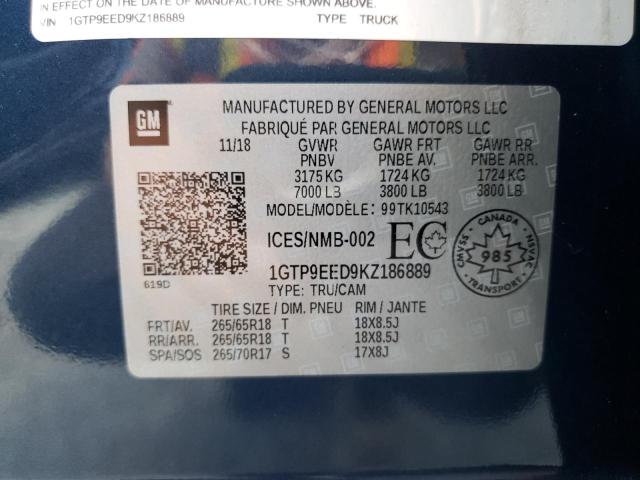 IN EFFECT ON THE DATE OF MANUFACTURE SHOWN ABOVE.
VIN 1GTP9EED9KZ186889 TYPE TRUCK
GM
MANUFACTURED BY GENERAL MOTORS LLC
FABRIQUÉ PAR GENERAL MOTORS LLC
11/18 GVWR GAWR FRT GAWR RR
PNBV PNBE AV. PNBE ARR.
3175 KG 1724 KG 1724 KG
7000 LB 3800 LB 3800 LB
MODEL/MODÈLE: 99TK10543
ICES/NMB-002 EC
1GTP9EED9KZ186889
619D
TYPE: TRU/CAM
CANADA
CMVSS 985 NSVAC
TRANSPORT
TIRE SIZE / DIM. PNEU RIM / JANTE
FRT/AV. 265/65R18 T 18X8.5J
RR/ARR. 265/65R18 T 18X8.5J
SPA/SOS 265/70R17 S 17X8J